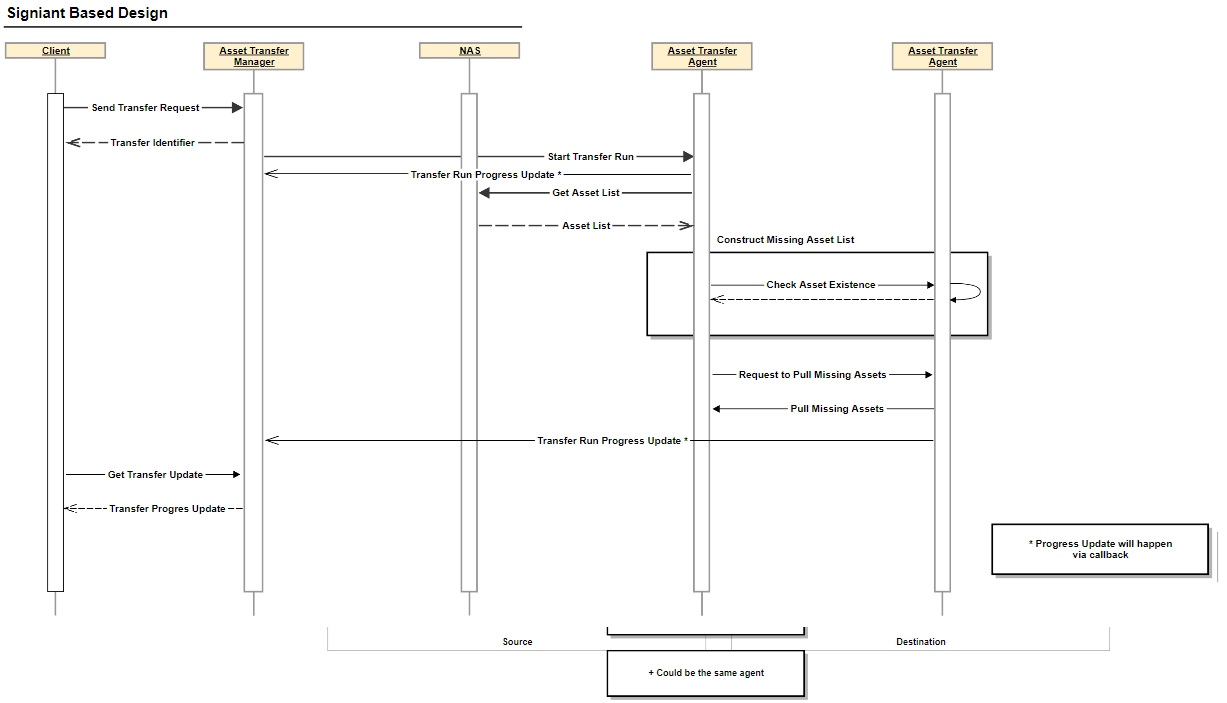 Signiant Based Design
Client
Asset Transfer
Manager
NAS
Asset Transfer
Agent
Asset Transfer
Agent
Send Transfer Request
Transfer Identifier
Start Transfer Run
Transfer Run Progress Update *
Get Asset List
Asset List
Construct Missing Asset List
Check Asset Existence
Request to Pull Missing Assets
Pull Missing Assets
Transfer Run Progress Update *
Get Transfer Update
Transfer Progres Update
* Progress Update will happen
via callback
Source
Destination
+ Could be the same agent